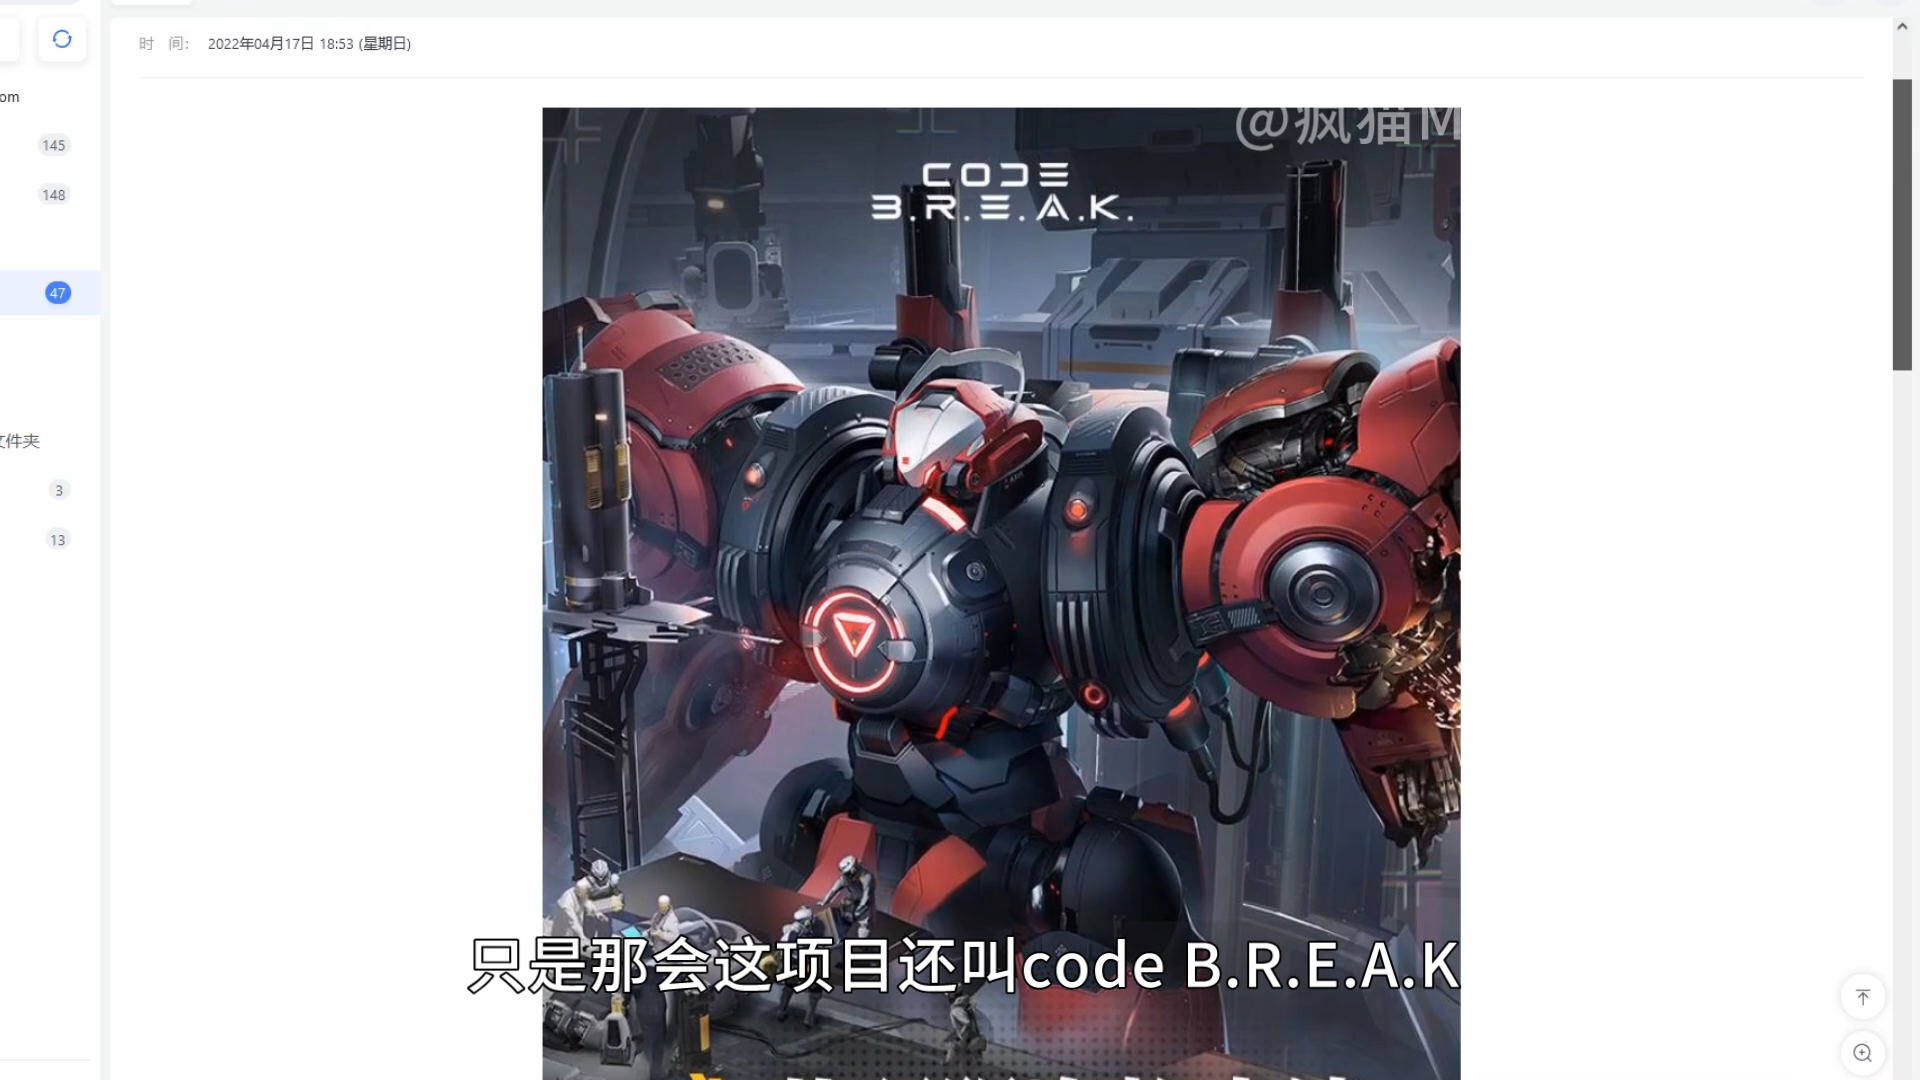 时 间: 2022年04月17日 18:53 (星期日)
om
145
148
47
文件夹
3
13
@疯猫M
CODE
B.R.E.A.K.
只是那会这项目还叫code B.R.E.A.K